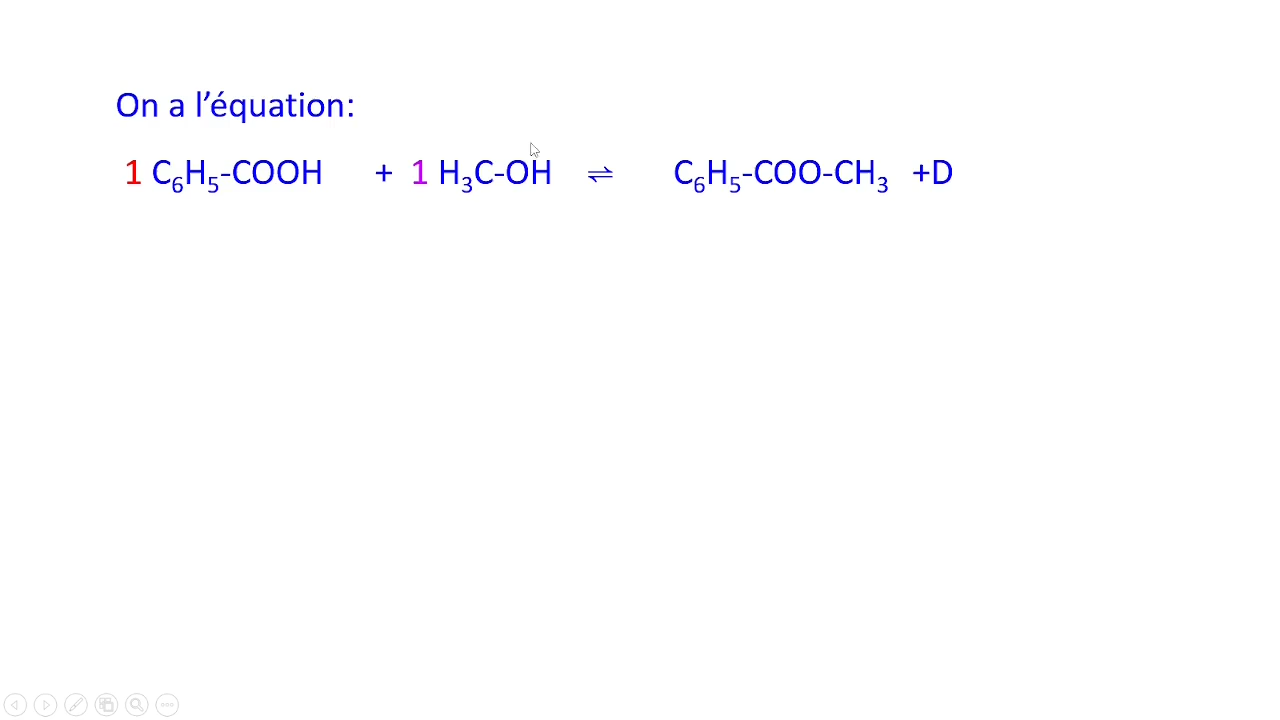 On a l’équation:
1 C₆H₅-COOH + 1 H₃C-OH ⇌ C₆H₅-COO-CH₃ +D